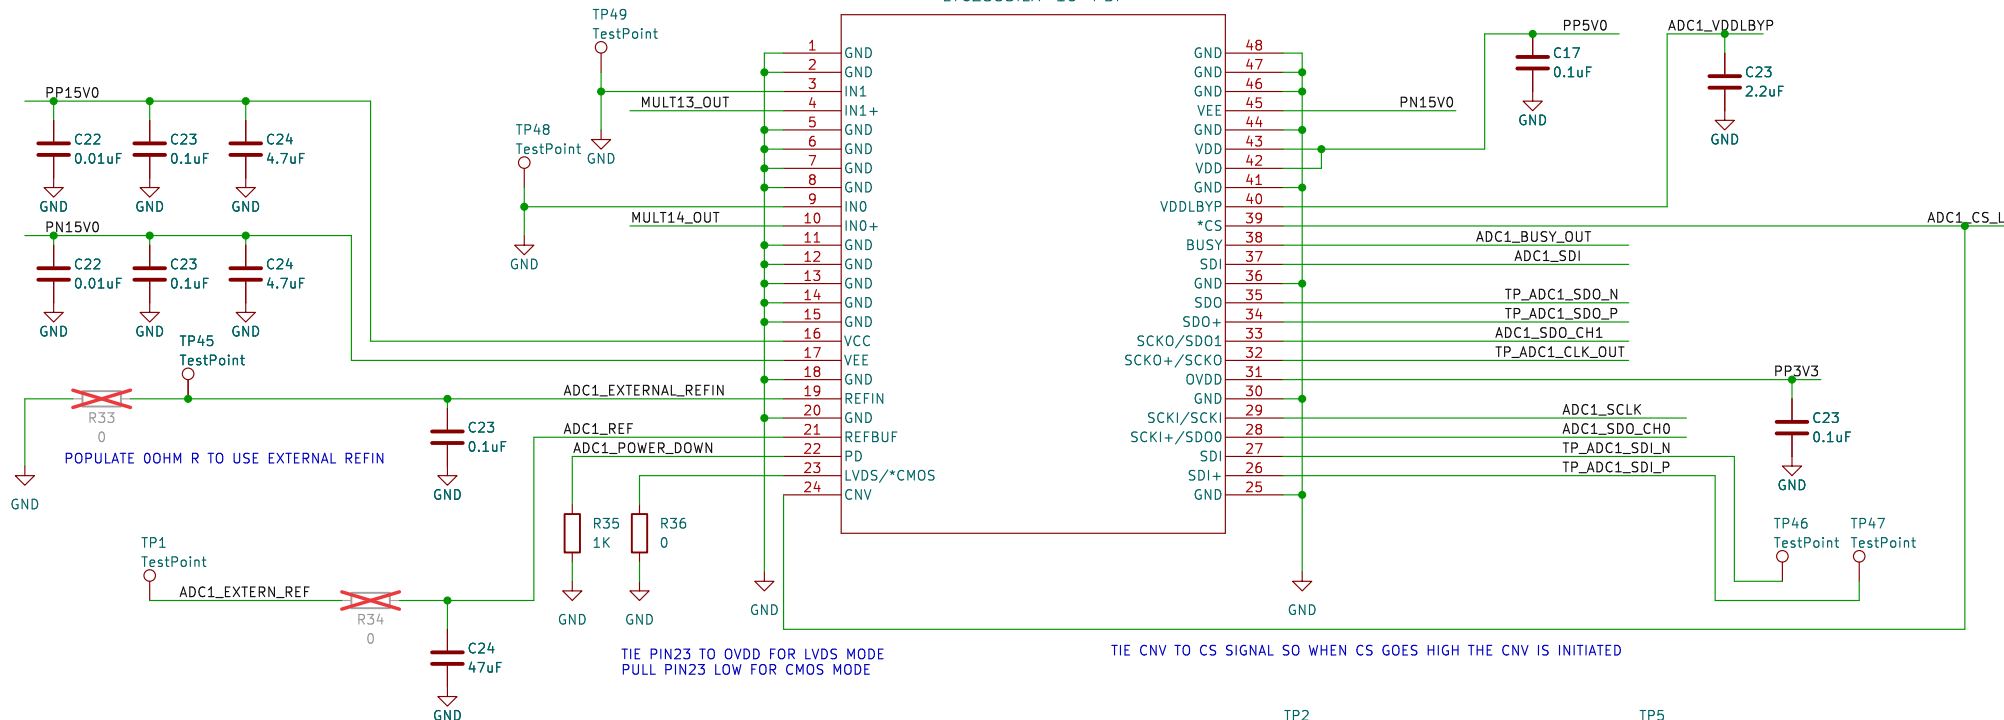 TP49
TestPoint
PP15V0
C22
0.01uF
GND
C23
0.1uF
GND
C24
4.7uF
GND
PN15V0
C22
0.01uF
GND
C23
0.1uF
GND
C24
4.7uF
GND
TP48
TestPoint
GND
GND
MULT13_OUT
MULT14_OUT
TP45
TestPoint
R33
0
GND
POPULATE 0OHM R TO USE EXTERNAL REFIN
C23
0.1uF
GND
ADC1_EXTERNAL_REFIN
ADC1_REF
ADC1_POWER_DOWN
TP1
TestPoint
ADC1_EXTERN_REF
R34
0
C24
47uF
GND
R35
1K
GND
R36
0
GND
GND
TIE PIN23 TO OVDD FOR LVDS MODE
PULL PIN23 LOW FOR CMOS MODE
1 GND
2 GND
3 IN1
4 IN1+
5 GND
6 GND
7 GND
8 GND
9 IN0
10 IN0+
11 GND
12 GND
13 GND
14 GND
15 GND
16 VCC
17 VEE
18 GND
19 REFIN
20 GND
21 REFBUF
22 PD
23 LVDS/*CMOS
24 CNV
GND 48
GND 47
GND 46
VEE 45
GND 44
VDD 43
VDD 42
GND 41
VDDLBYP 40
*CS 39
BUSY 38
SDI 37
GND 36
SDO 35
SDO+ 34
SCKO/SDO1 33
SCKO+/SCKO 32
OVDD 31
GND 30
SCKI/SCKI 29
SCKI+/SDO0 28
SDI 27
SDI+ 26
GND 25
GND
PP5V0
C17
0.1uF
GND
ADC1_VDDLBYP
C23
2.2uF
GND
PN15V0
ADC1_CS_L
ADC1_BUSY_OUT
ADC1_SDI
TP_ADC1_SDO_N
TP_ADC1_SDO_P
ADC1_SDO_CH1
TP_ADC1_CLK_OUT
PP3V3
C23
0.1uF
GND
ADC1_SCLK
ADC1_SDO_CH0
TP_ADC1_SDI_N
TP_ADC1_SDI_P
TP46
TestPoint
TP47
TestPoint
TIE CNV TO CS SIGNAL SO WHEN CS GOES HIGH THE CNV IS INITIATED
TP2
TP5